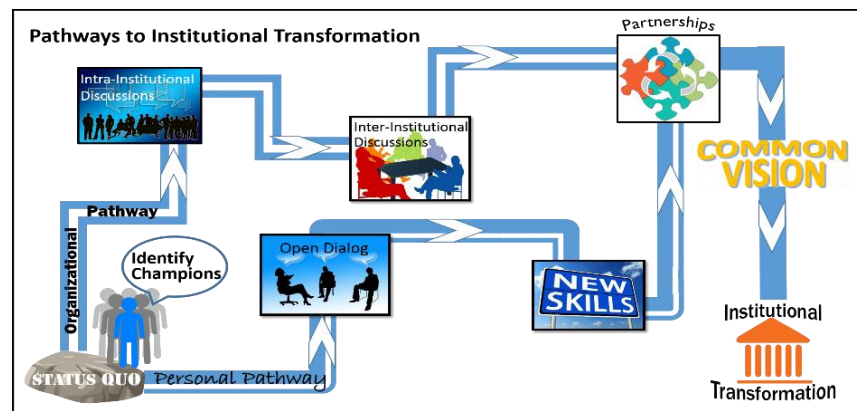 Pathways to Institutional Transformation
Partnerships
Intra-Institutional
Discussions
Inter-Institutional
Discussions
COMMON
VISION
Pathway
Organizational
Identify
Champions
Open Dialog
NEW
SKILLS
STATUS QUO
Personal Pathway
Institutional
Transformation